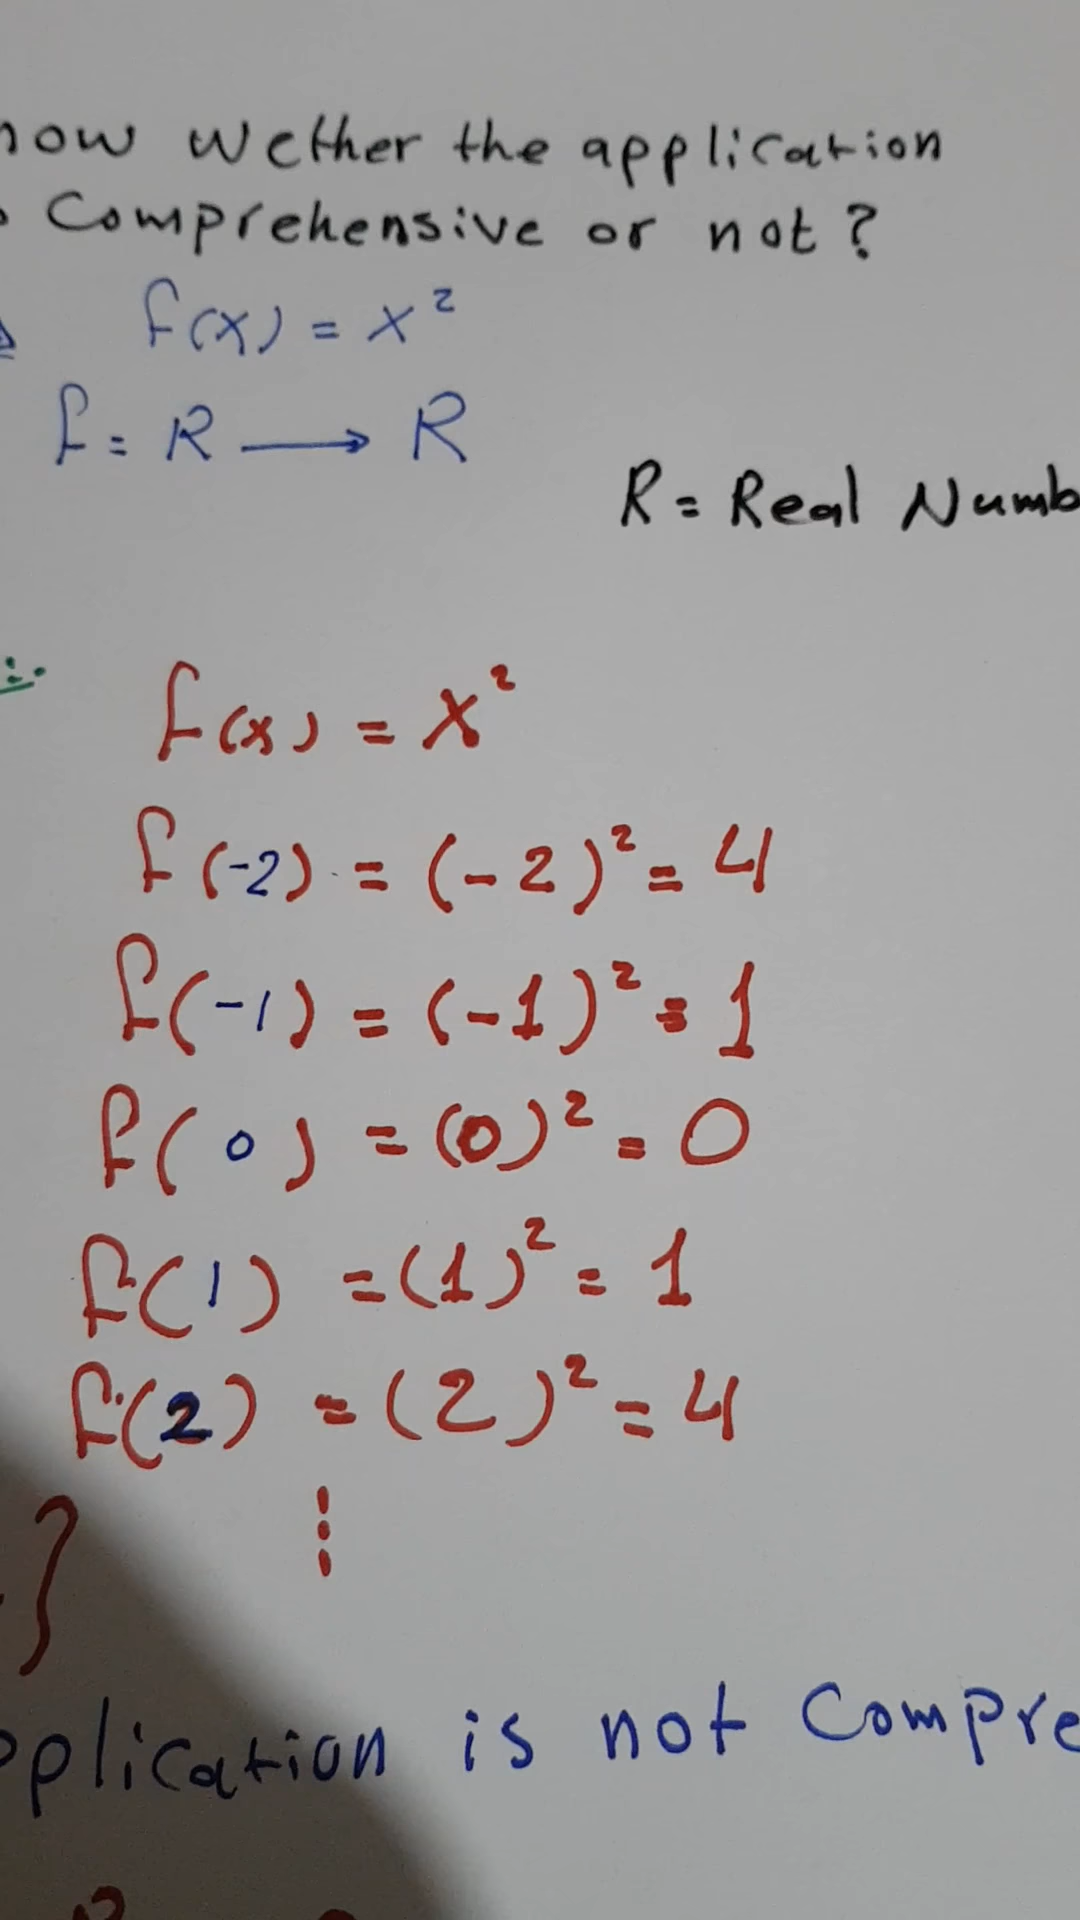 now wether the application
Comprehensive or not?
f(x) = x²
f = R ⟶ R
R = Real Numb
f(x) = x²
f(-2) = (-2)² = 4
f(-1) = (-1)² = 1
f(0) = (0)² = 0
f(1) = (1)² = 1
f(2) = (2)² = 4
⋮
}
pplication is not Compre